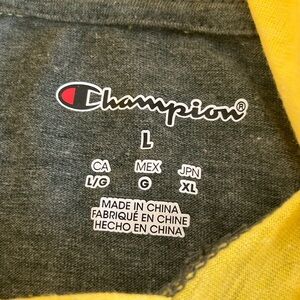 Champion®
L
CA MEX JPN
L/G G XL
MADE IN CHINA
FABRIQUÉ EN CHINE
HECHO EN CHINA